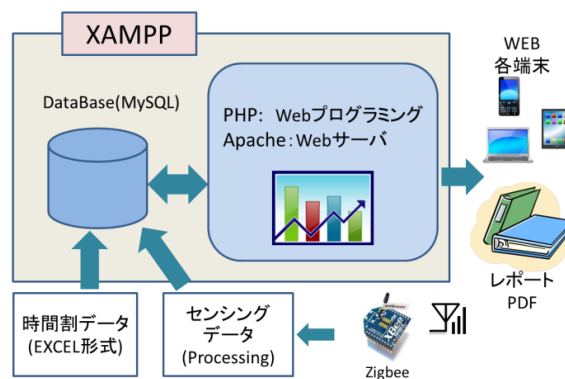 XAMPP
DataBase(MySQL)
PHP: Webプログラミング
Apache:Webサーバ
WEB
各端末
レポート
PDF
時間割データ
(EXCEL形式)
センシング
データ
(Processing)
Zigbee